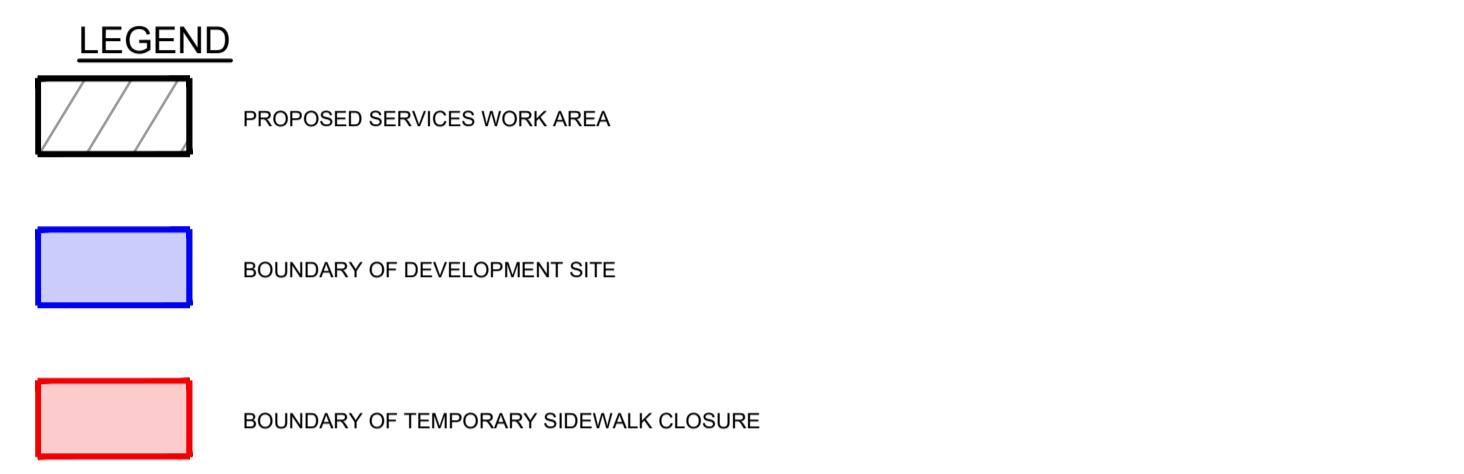 LEGEND
PROPOSED SERVICES WORK AREA
BOUNDARY OF DEVELOPMENT SITE
BOUNDARY OF TEMPORARY SIDEWALK CLOSURE